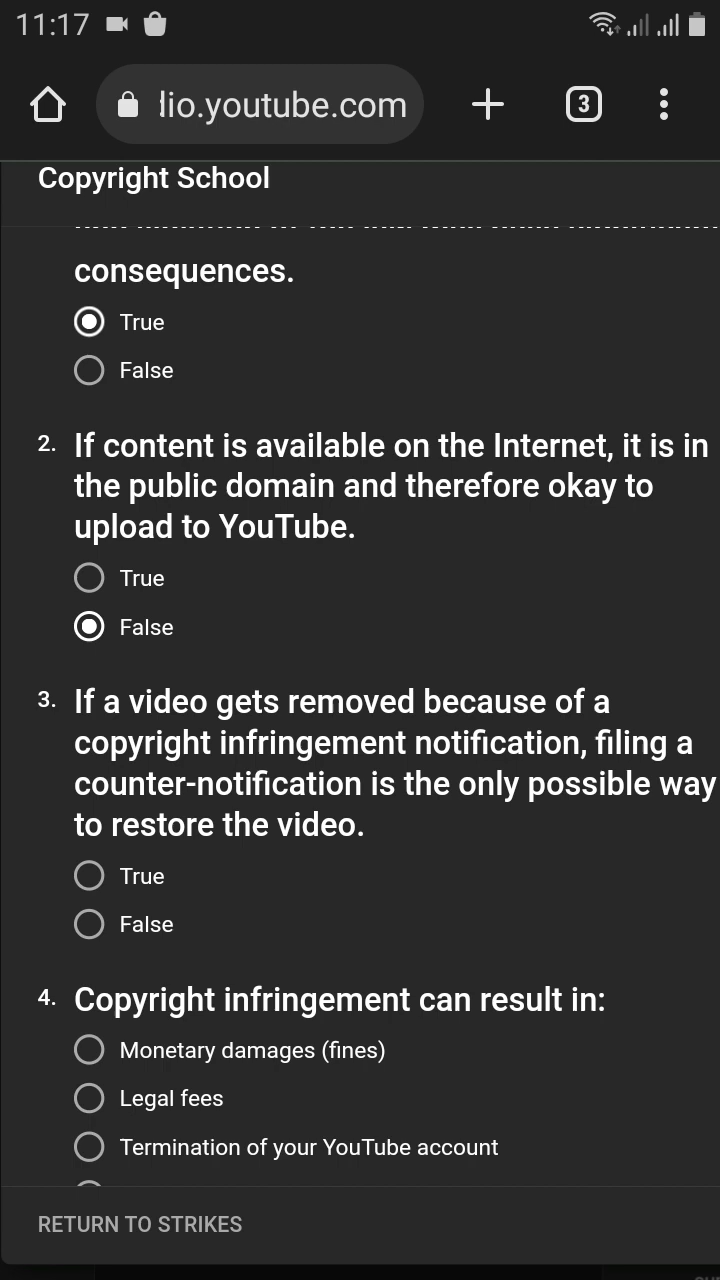 11:17
lio.youtube.com
3
Copyright School
consequences.
True
False
2. If content is available on the Internet, it is in
the public domain and therefore okay to
upload to YouTube.
True
False
3. If a video gets removed because of a
copyright infringement notification, filing a
counter-notification is the only possible way
to restore the video.
True
False
4. Copyright infringement can result in:
Monetary damages (fines)
Legal fees
Termination of your YouTube account
RETURN TO STRIKES